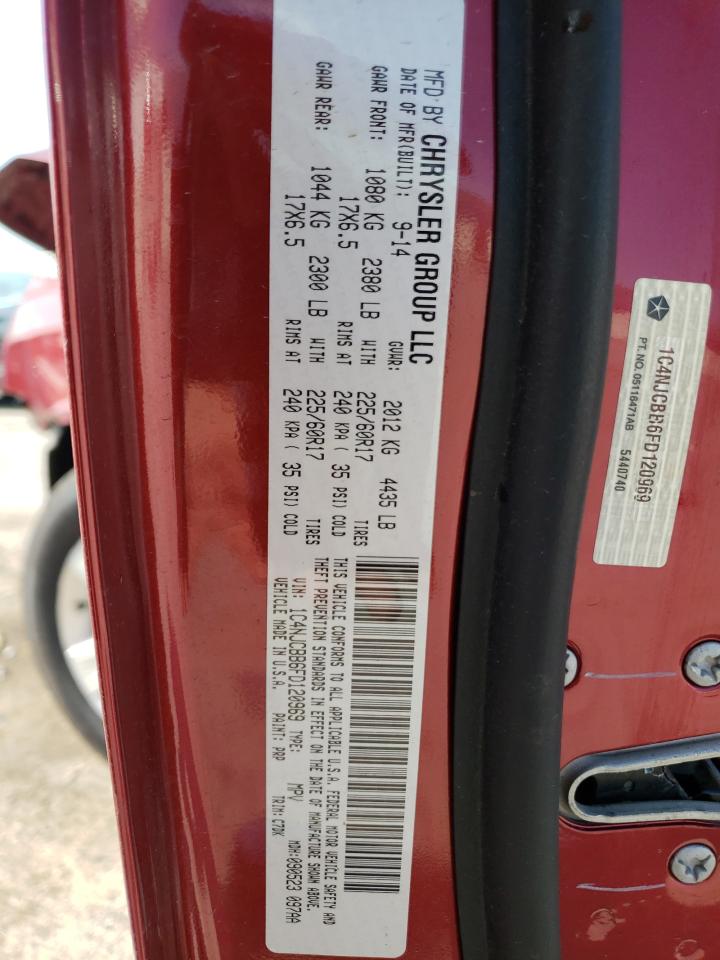 MFD BY CHRYSLER GROUP LLC
DATE OF MFR(BUILT): 9-14 GVWR: 2012 KG 4435 LB
GAWR FRONT: 1080 KG 2380 LB WITH 225/60R17 TIRES
17X6.5 RIMS AT 240 KPA ( 35 PSI) COLD
GAWR REAR: 1044 KG 2300 LB WITH 225/60R17 TIRES
17X6.5 RIMS AT 240 KPA ( 35 PSI) COLD
THIS VEHICLE CONFORMS TO ALL APPLICABLE U.S.A. FEDERAL MOTOR VEHICLE SAFETY AND
THEFT PREVENTION STANDARDS IN EFFECT ON THE DATE OF MANUFACTURE SHOWN ABOVE.
VIN: 1C4NJCBB6FD120969 TYPE: MPV MDH:090523 097AA
VEHICLE MADE IN U.S.A. PAINT: PRP TRIM: C7DK
1C4NJCBB6FD120969
PT. NO. 05116471AB 5440740